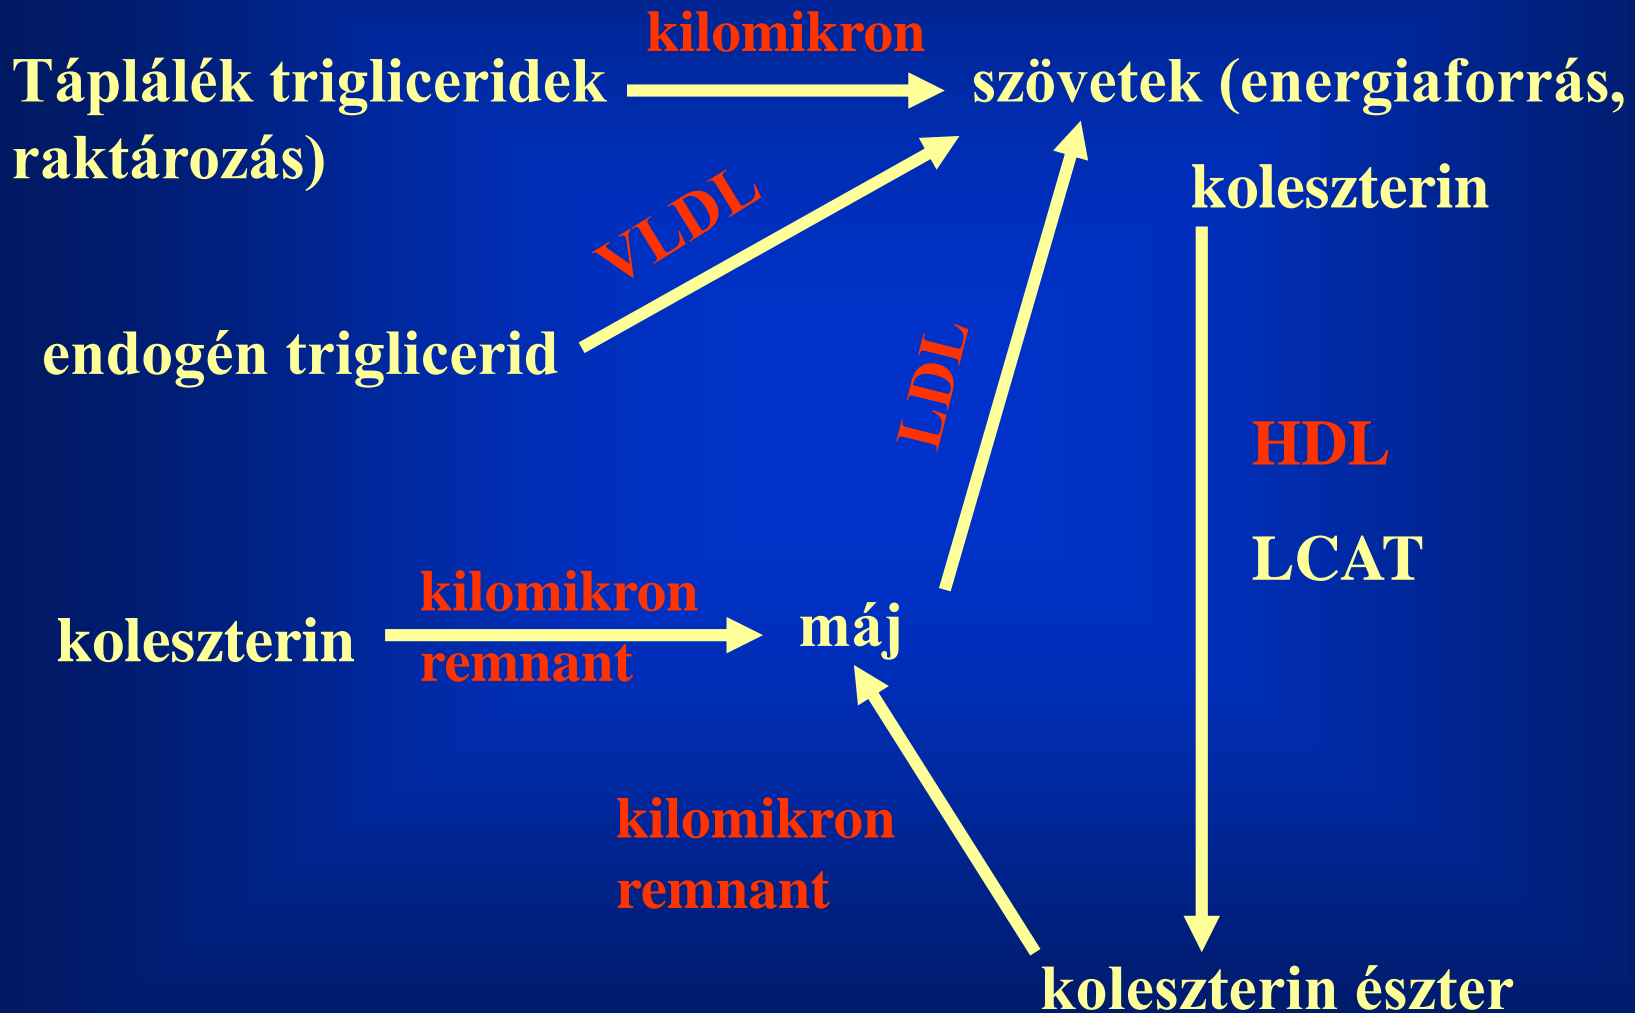 kilomikron
Táplálék trigliceridek szövetek (energiaforrás,
raktározás)
koleszterin
VLDL
endogén triglicerid
LDL
HDL
LCAT
kilomikron
remnant
koleszterin
máj
kilomikron
remnant
koleszterin észter